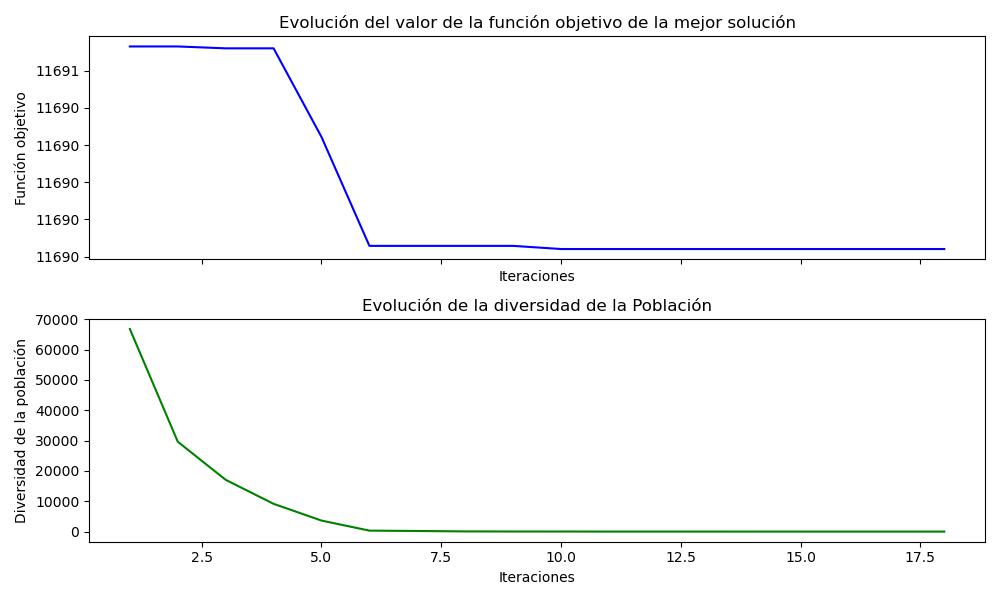 Evolución del valor de la función objetivo de la mejor solución
Función objetivo
11691
11690
11690
11690
11690
11690
Iteraciones
Evolución de la diversidad de la Población
Diversidad de la población
70000
60000
50000
40000
30000
20000
10000
0
2.5 5.0 7.5 10.0 12.5 15.0 17.5
Iteraciones